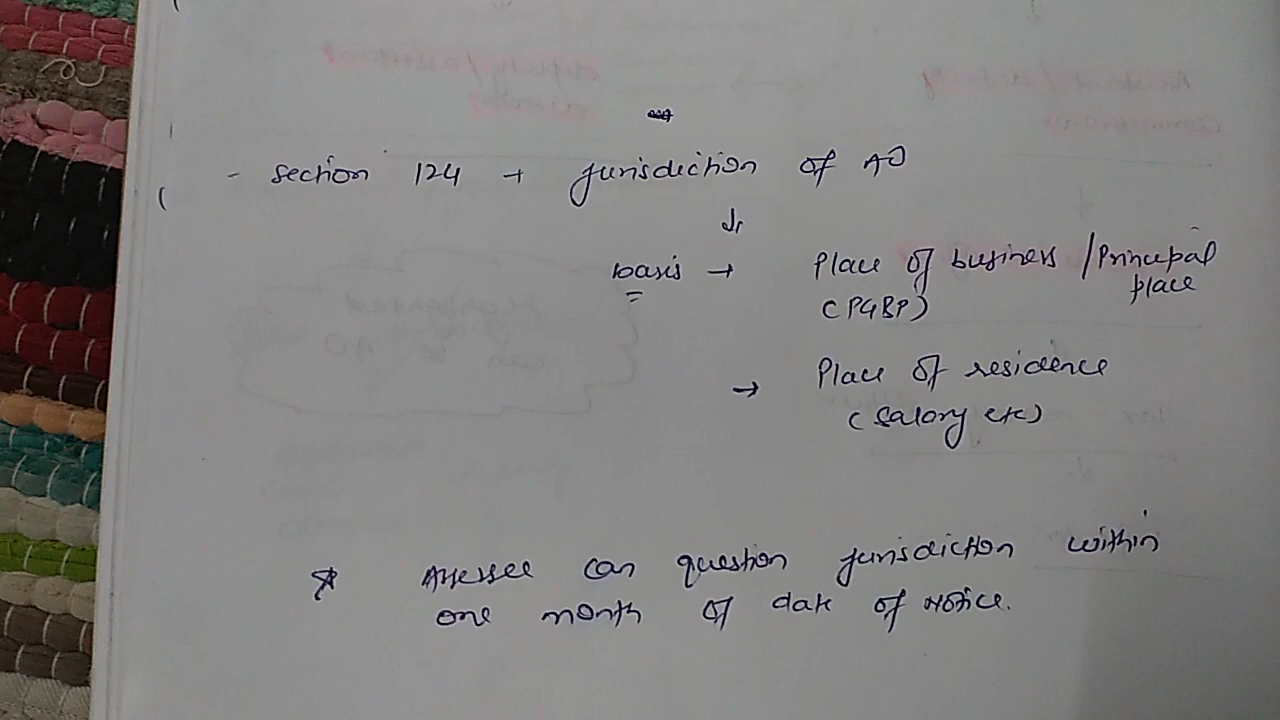 - Section 124 → Jurisdiction of AO
↓
basis → Place of business / Principal place
(PGBP)
→ Place of residence
(Salary etc)
* Assessee can question jurisdiction within
one month of date of notice.